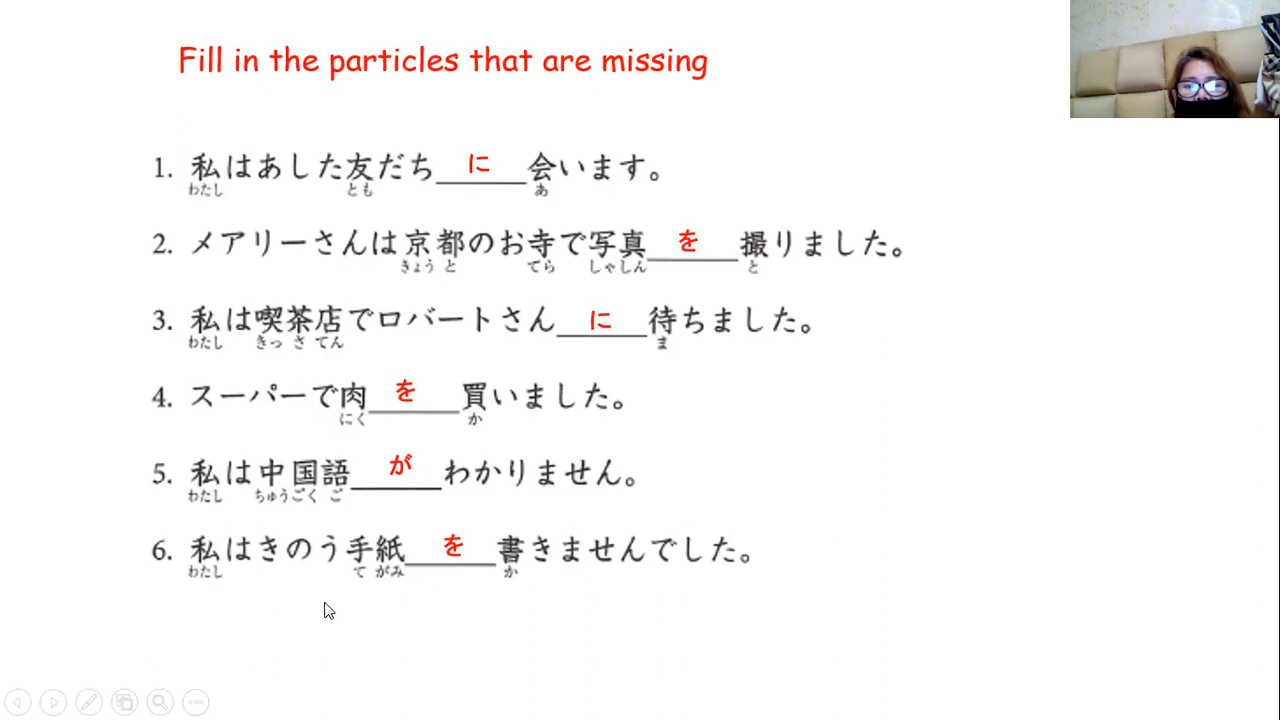 Fill in the particles that are missing
1. 私はあした友だち に 会います。
わたし とも あ
2. メアリーさんは京都のお寺で写真 を 撮りました。
きょう と てら しゃしん と
3. 私は喫茶店でロバートさん に 待ちました。
わたし きっ さ てん ま
4. スーパーで肉 を 買いました。
にく か
5. 私は中国語 が わかりません。
わたし ちゅうごく ご
6. 私はきのう手紙 を 書きませんでした。
わたし て がみ か